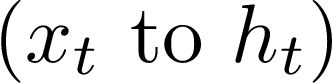 (x_t to h_t)